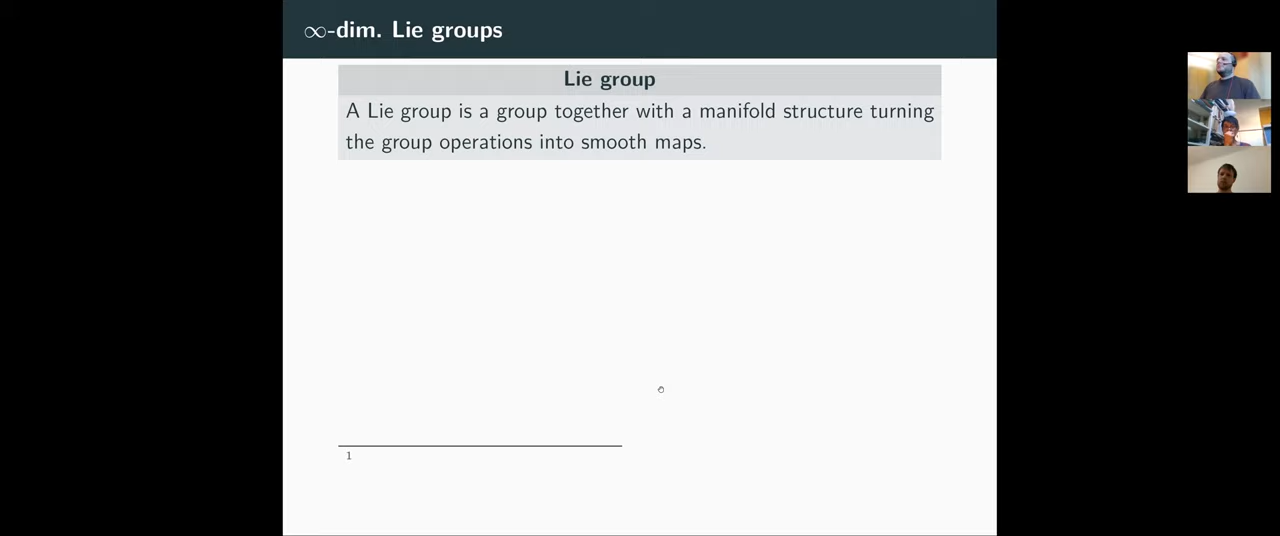 ∞-dim. Lie groups
Lie group
A Lie group is a group together with a manifold structure turning
the group operations into smooth maps.
1